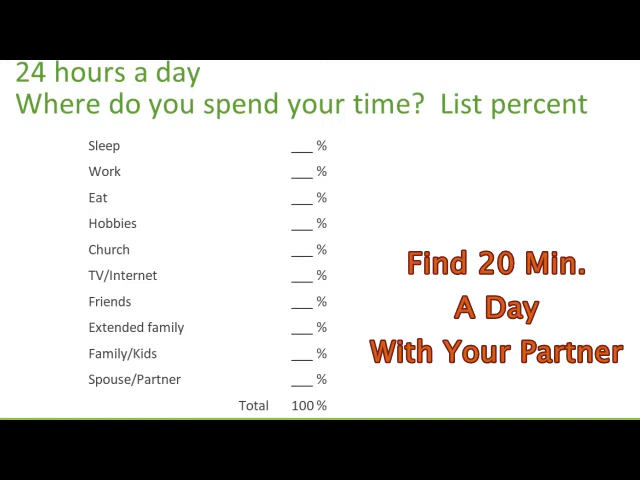 24 hours a day
Where do you spend your time?  List percent
Sleep ___ %
Work ___ %
Eat ___ %
Hobbies ___ %
Church ___ %
TV/Internet ___ %
Friends ___ %
Extended family ___ %
Family/Kids ___ %
Spouse/Partner ___ %
Total 100 %
Find 20 Min.
A Day
With Your Partner